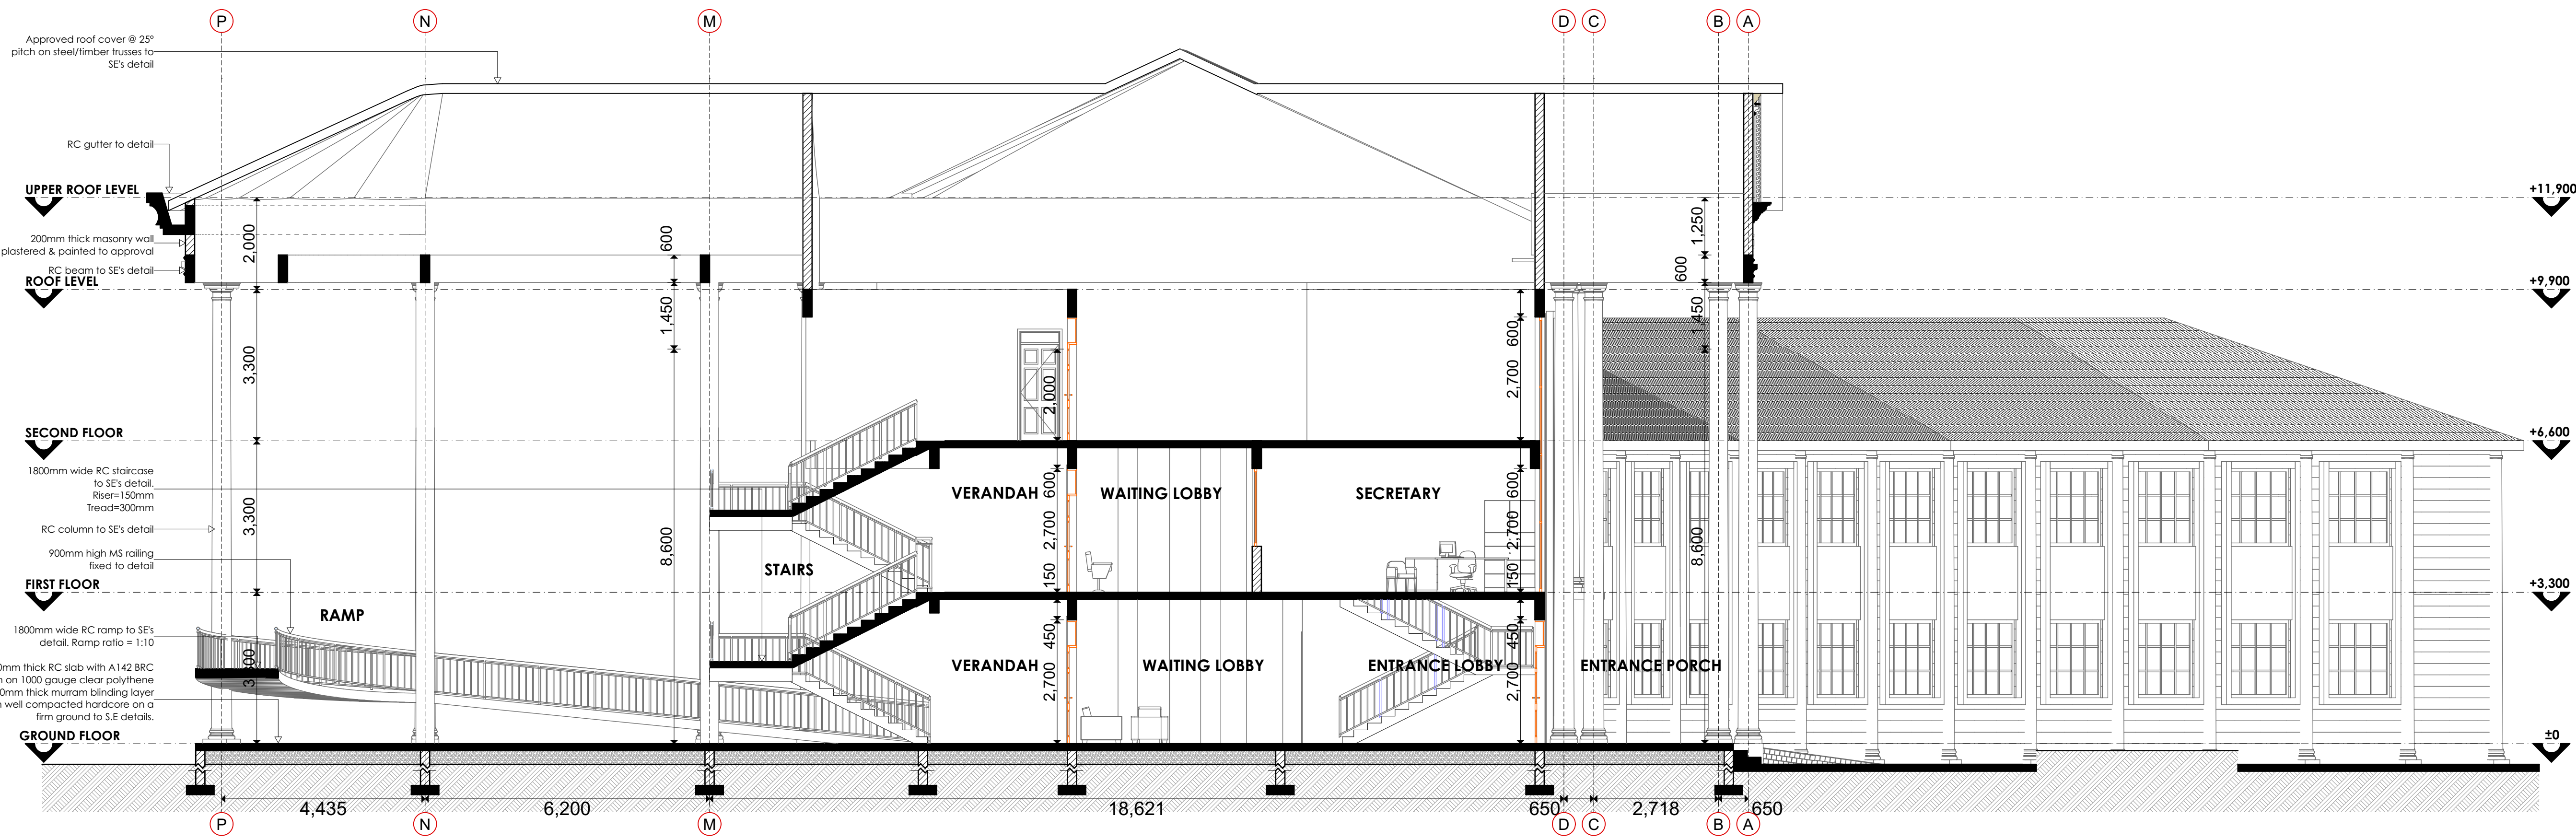 P N M D C B A
Approved roof cover @ 25°
pitch on steel/timber trusses to
SE's detail
RC gutter to detail
UPPER ROOF LEVEL
+11,900
200mm thick masonry wall
plastered & painted to approval
RC beam to SE's detail
2,000
600
1,250
600
ROOF LEVEL
+9,900
1,450
1,450
3,300
600
2,000
2,700
SECOND FLOOR
+6,600
1800mm wide RC staircase
to SE's detail.
Riser=150mm
Tread=300mm
VERANDAH
600
WAITING LOBBY
SECRETARY
600
RC column to SE's detail
3,300
8,600
2,700
2,700
8,600
900mm high MS railing
fixed to detail
STAIRS
150
150
FIRST FLOOR
+3,300
RAMP
1800mm wide RC ramp to SE's
detail. Ramp ratio = 1:10
450
450
VERANDAH
WAITING LOBBY
ENTRANCE LOBBY
ENTRANCE PORCH
2,700
2,700
0mm thick RC slab with A142 BRC
on 1000 gauge clear polythene
0mm thick murram blinding layer
well compacted hardcore on a
firm ground to S.E details.
GROUND FLOOR
±0
4,435 6,200 18,621 650 2,718 650
P N M D C B A